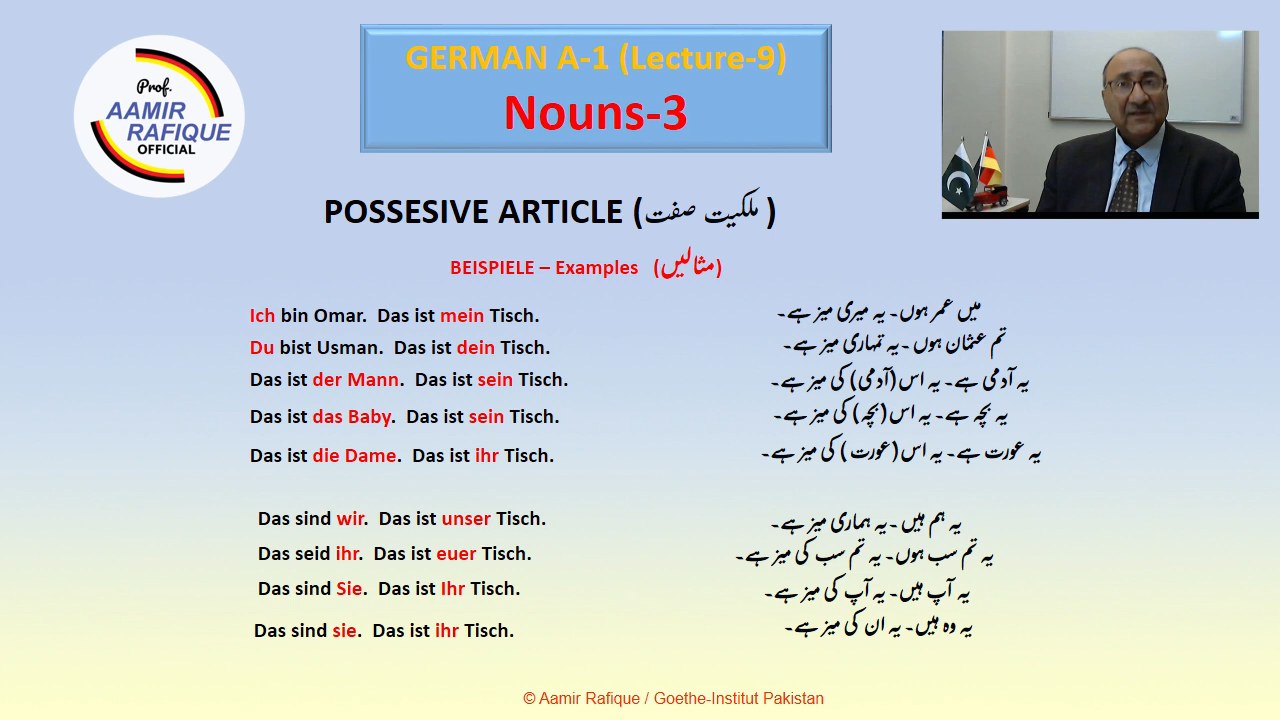 Prof.
AAMIR
RAFIQUE
OFFICIAL
GERMAN A-1 (Lecture-9)
Nouns-3
POSSESIVE ARTICLE (ملکیتی صفت )
BEISPIELE – Examples (مثالیں)
Ich bin Omar. Das ist mein Tisch. میں عمر ہوں۔ یہ میری میز ہے۔
Du bist Usman. Das ist dein Tisch. تم عثمان ہوں ۔ یہ تمہاری میز ہے۔
Das ist der Mann. Das ist sein Tisch. یہ آدمی ہے۔ یہ اس (آدمی) کی میز ہے۔
Das ist das Baby. Das ist sein Tisch. یہ بچہ ہے۔ یہ اس (بچہ) کی میز ہے۔
Das ist die Dame. Das ist ihr Tisch. یہ عورت ہے۔ یہ اس (عورت ) کی میز ہے۔
Das sind wir. Das ist unser Tisch. یہ ہم ہیں ۔ یہ ہماری میز ہے۔
Das seid ihr. Das ist euer Tisch. یہ تم سب ہوں۔ یہ تم سب کی میز ہے۔
Das sind Sie. Das ist Ihr Tisch. یہ آپ ہیں۔ یہ آپ کی میز ہے۔
Das sind sie. Das ist ihr Tisch. یہ وہ ہیں۔ یہ ان کی میز ہے۔
© Aamir Rafique / Goethe-Institut Pakistan